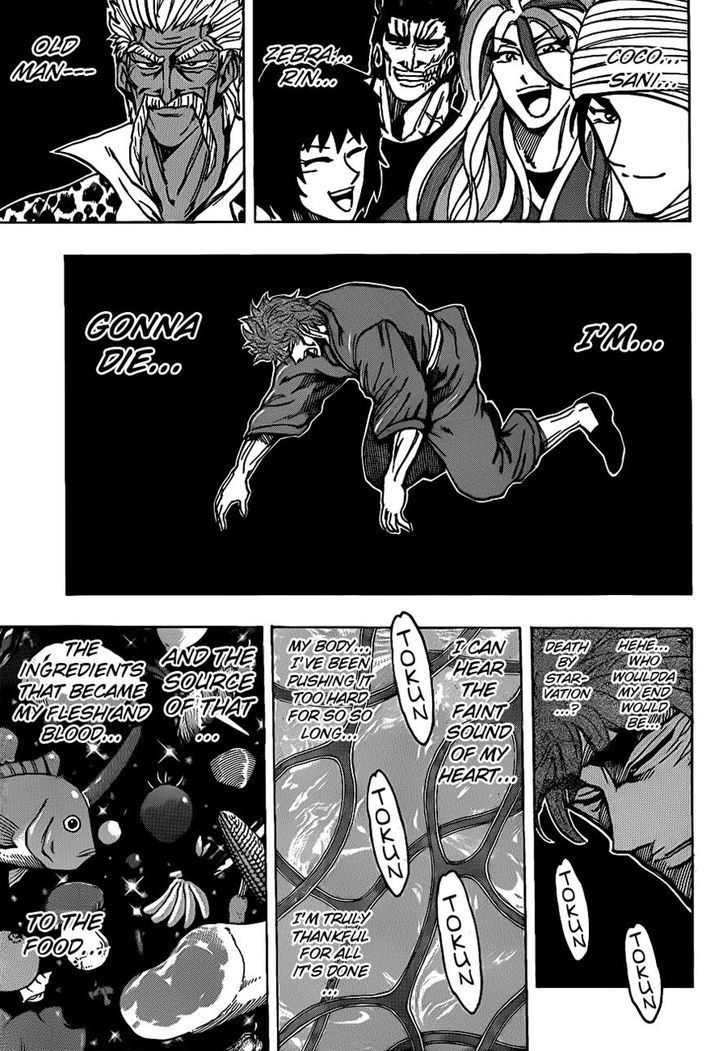 COCO...
SANI...
ZEBRA...
RIN...
OLD
MAN---
I'M...
GONNA
DIE...
HEHE...
WHO
WOULDDA
MY END
WOULD
BE...
DEATH
BY
STAR-
VATION
...?
TOKUN
TOKUN
I CAN
HEAR
THE
FAINT
SOUND
OF MY
HEART...
TOKUN
TOKUN
TOKUN
MY BODY...
I'VE BEEN
PUSHING IT
TOO HARD
FOR SO SO
LONG...
I'M TRULY
THANKFUL
FOR ALL
IT'S DONE
...
AND THE
SOURCE
OF THAT
...
THE
INGREDIENTS
THAT BECAME
MY FLESH AND
BLOOD...
TO THE
FOOD...